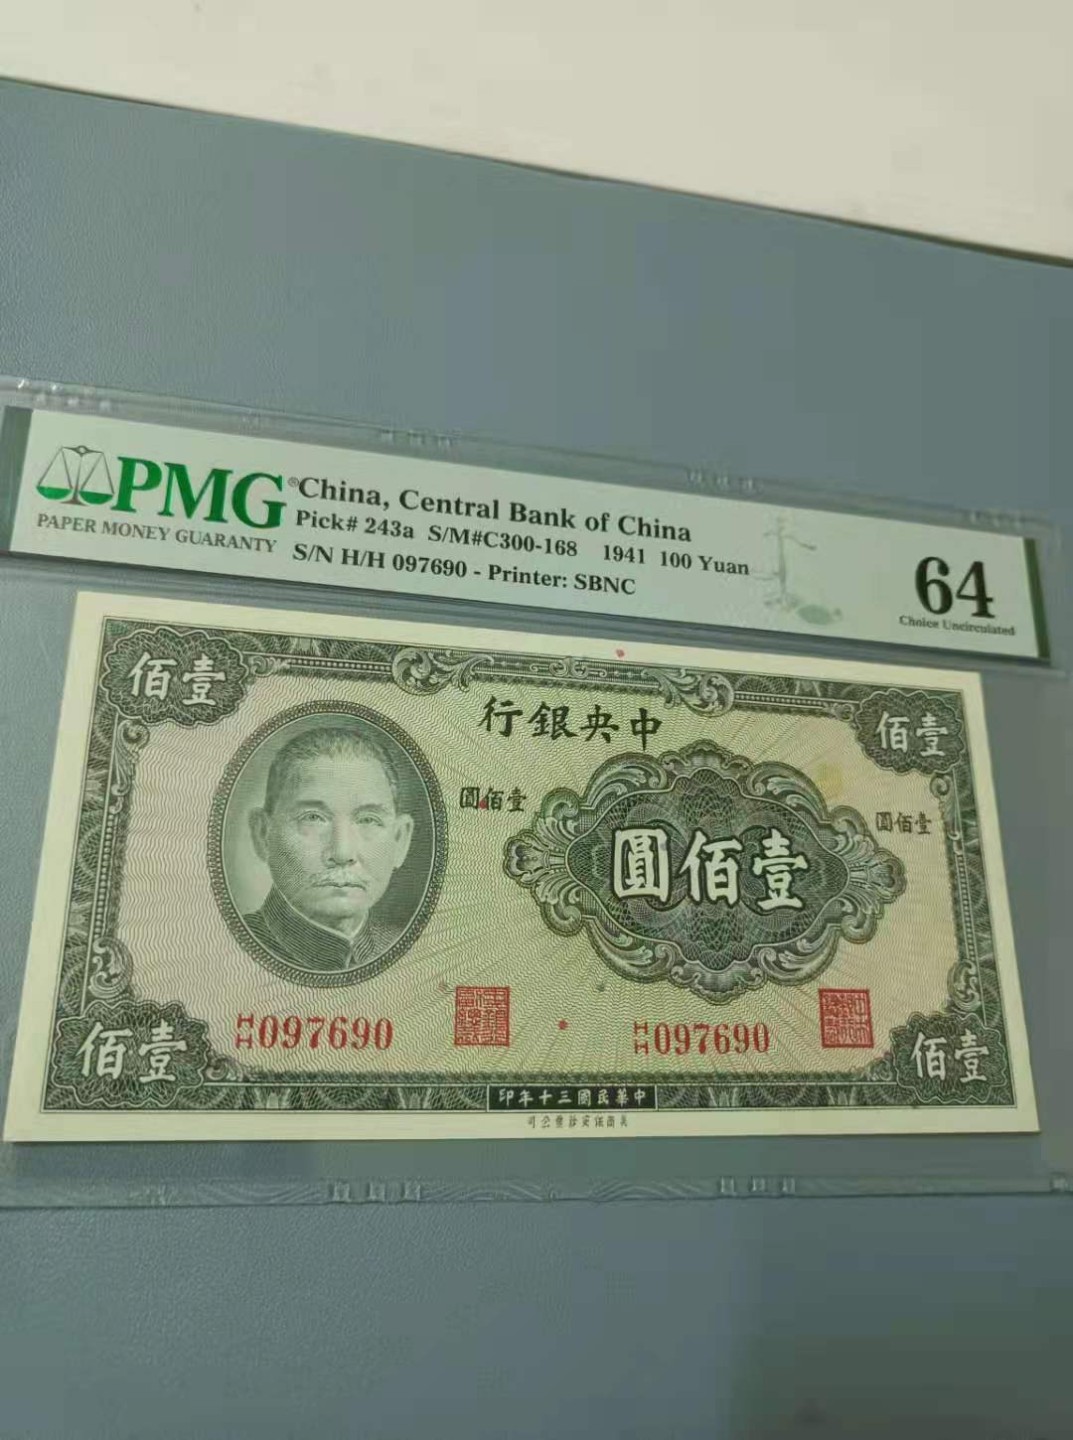 PMG®
PAPER MONEY GUARANTY
China, Central Bank of China
Pick# 243a S/M#C300-168 1941 100 Yuan
S/N H/H 097690 - Printer: SBNC
64
Choice Uncirculated
佰壹
行銀央中
佰壹
圓佰壹
圓佰壹
圓佰壹
H/H 097690
H/H 097690
佰壹
佰壹
印年十三國民華中